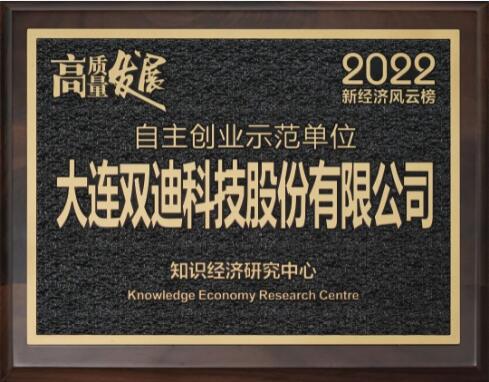 高质量发展
2022
新经济风云榜
自主创业示范单位
大连双迪科技股份有限公司
知识经济研究中心
Knowledge Economy Research Centre